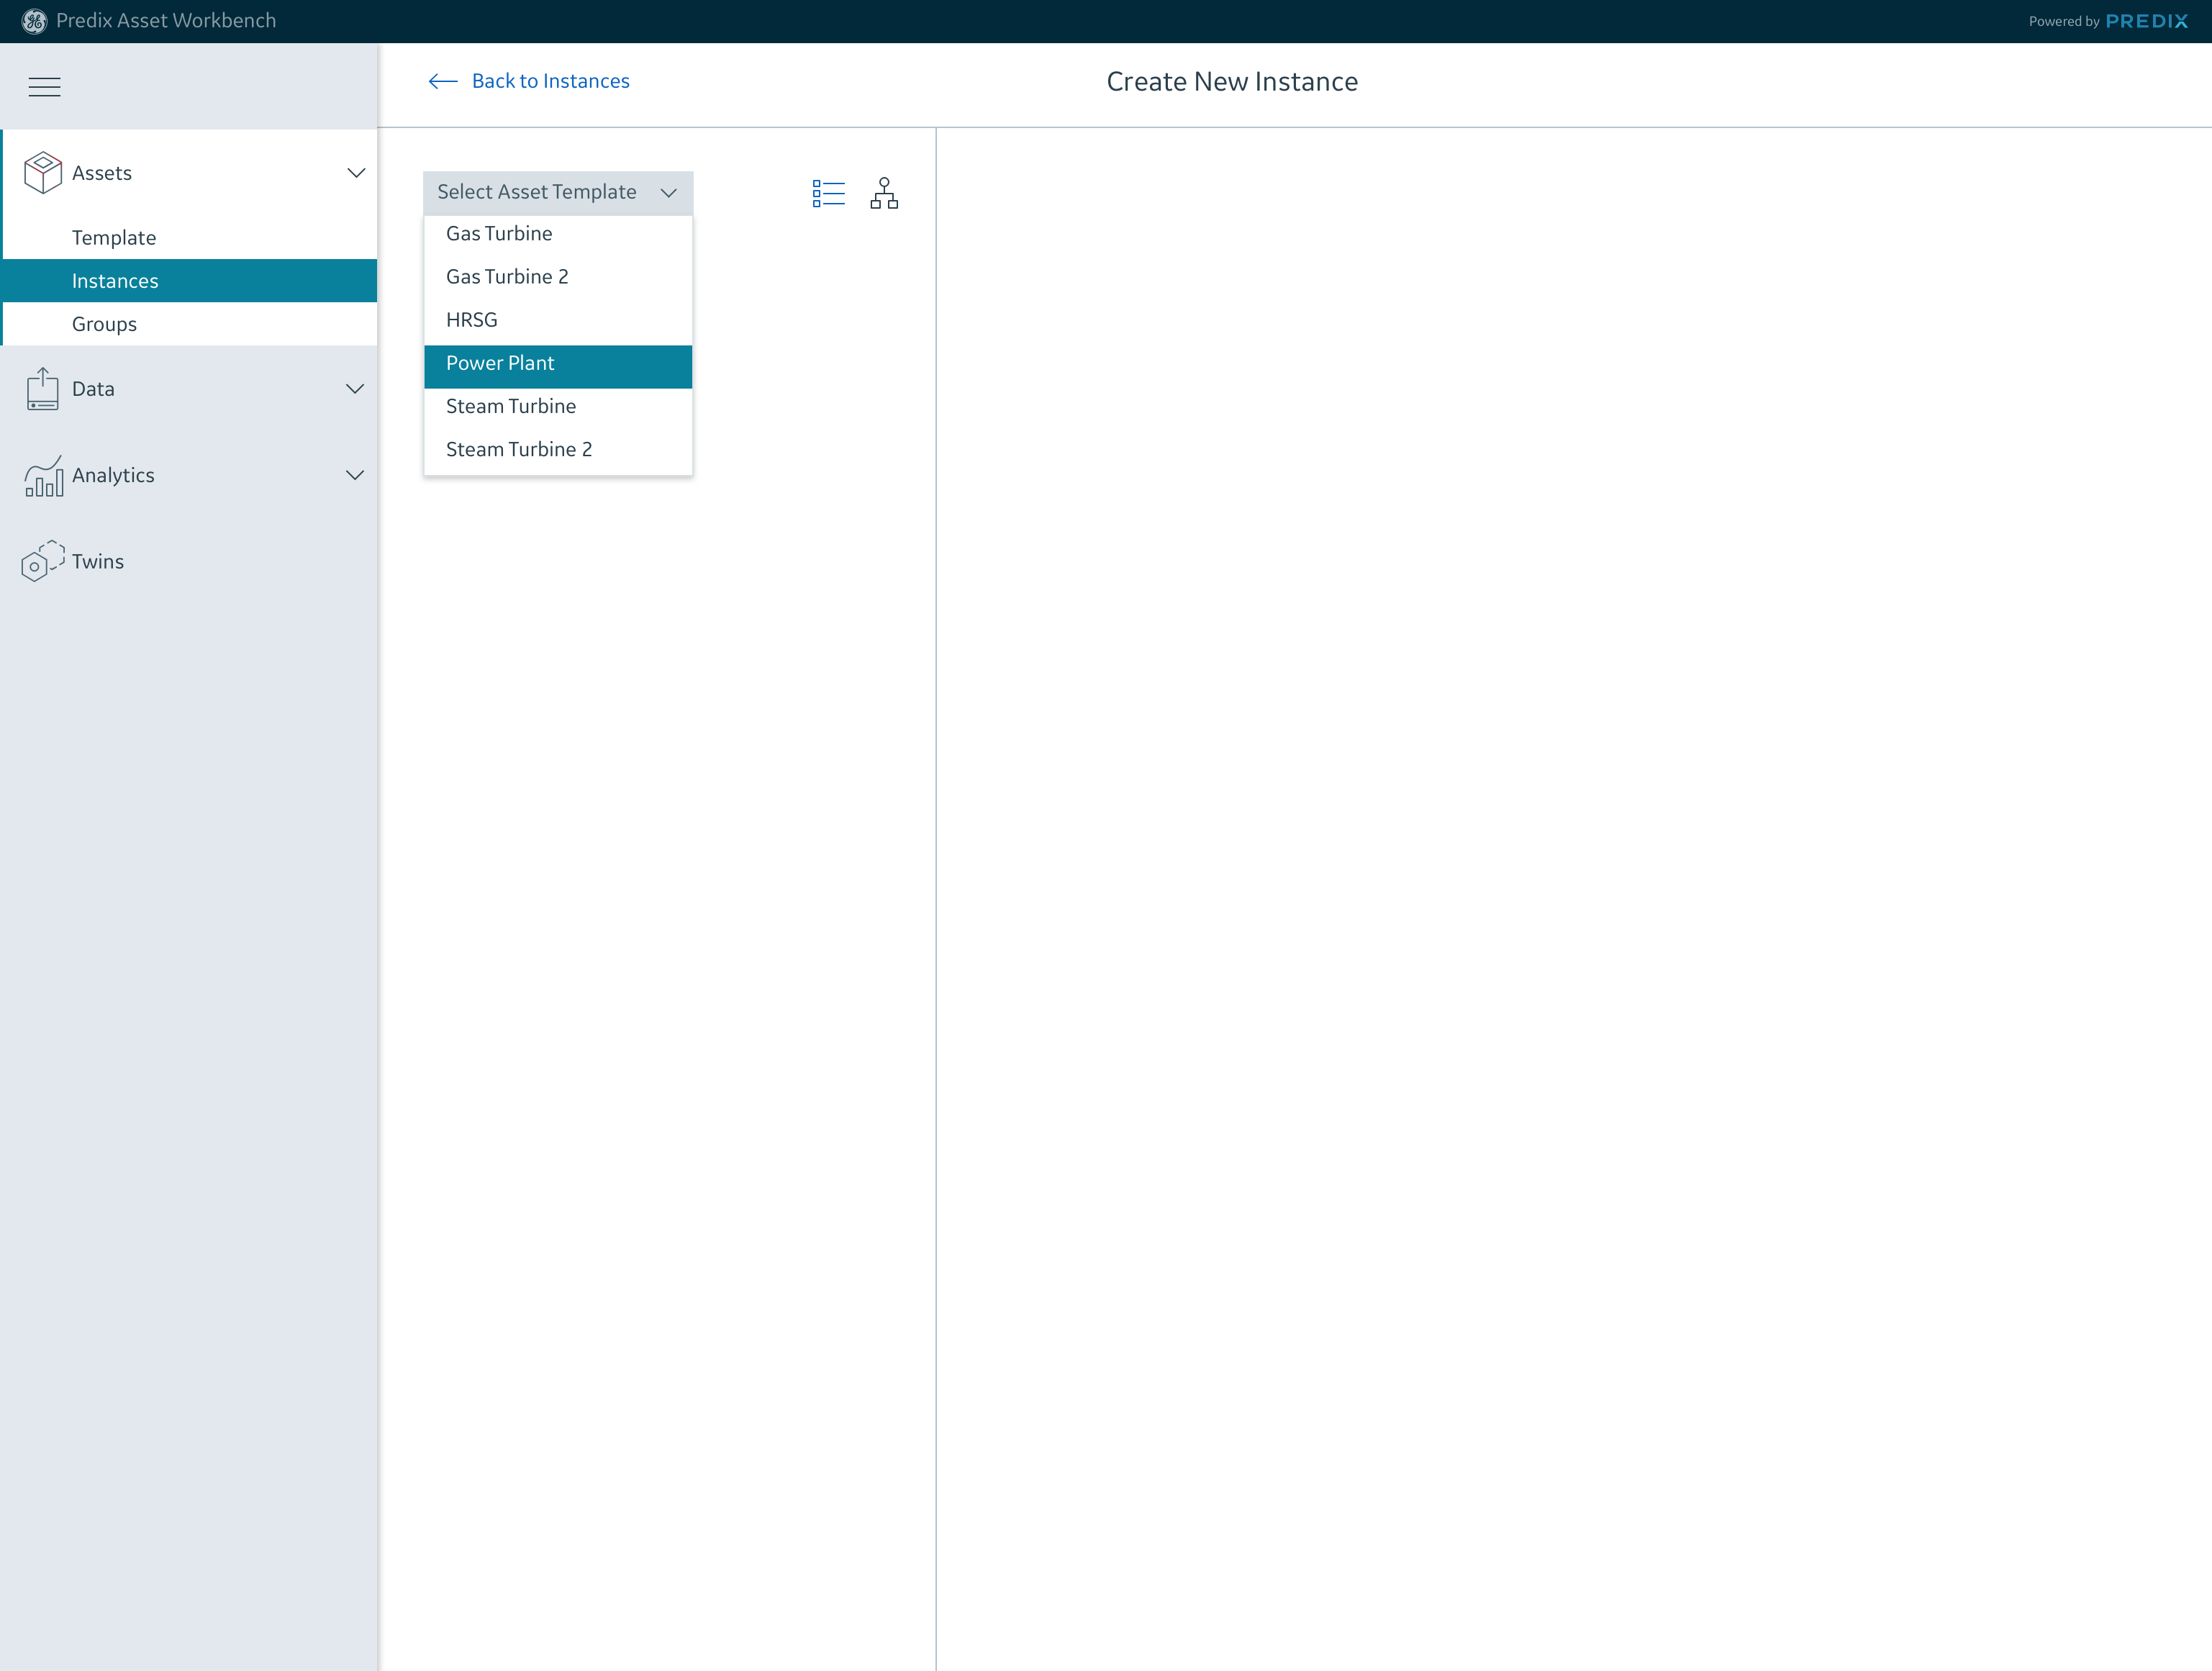 Predix Asset Workbench
Powered by PREDIX
Back to Instances
Create New Instance
Assets
Template
Instances
Groups
Data
Analytics
Twins
Select Asset Template
Gas Turbine
Gas Turbine 2
HRSG
Power Plant
Steam Turbine
Steam Turbine 2